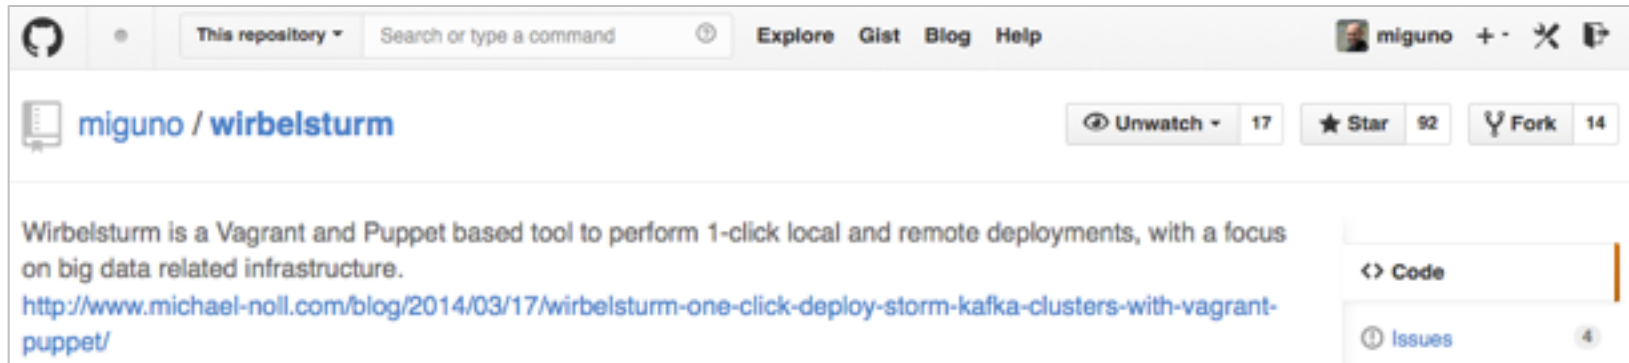 This repository Search or type a command Explore Gist Blog Help miguno
miguno / wirbelsturm Unwatch 17 Star 92 Fork 14
Wirbelsturm is a Vagrant and Puppet based tool to perform 1-click local and remote deployments, with a focus
on big data related infrastructure.
http://www.michael-noll.com/blog/2014/03/17/wirbelsturm-one-click-deploy-storm-kafka-clusters-with-vagrant-
puppet/
<> Code
Issues 4